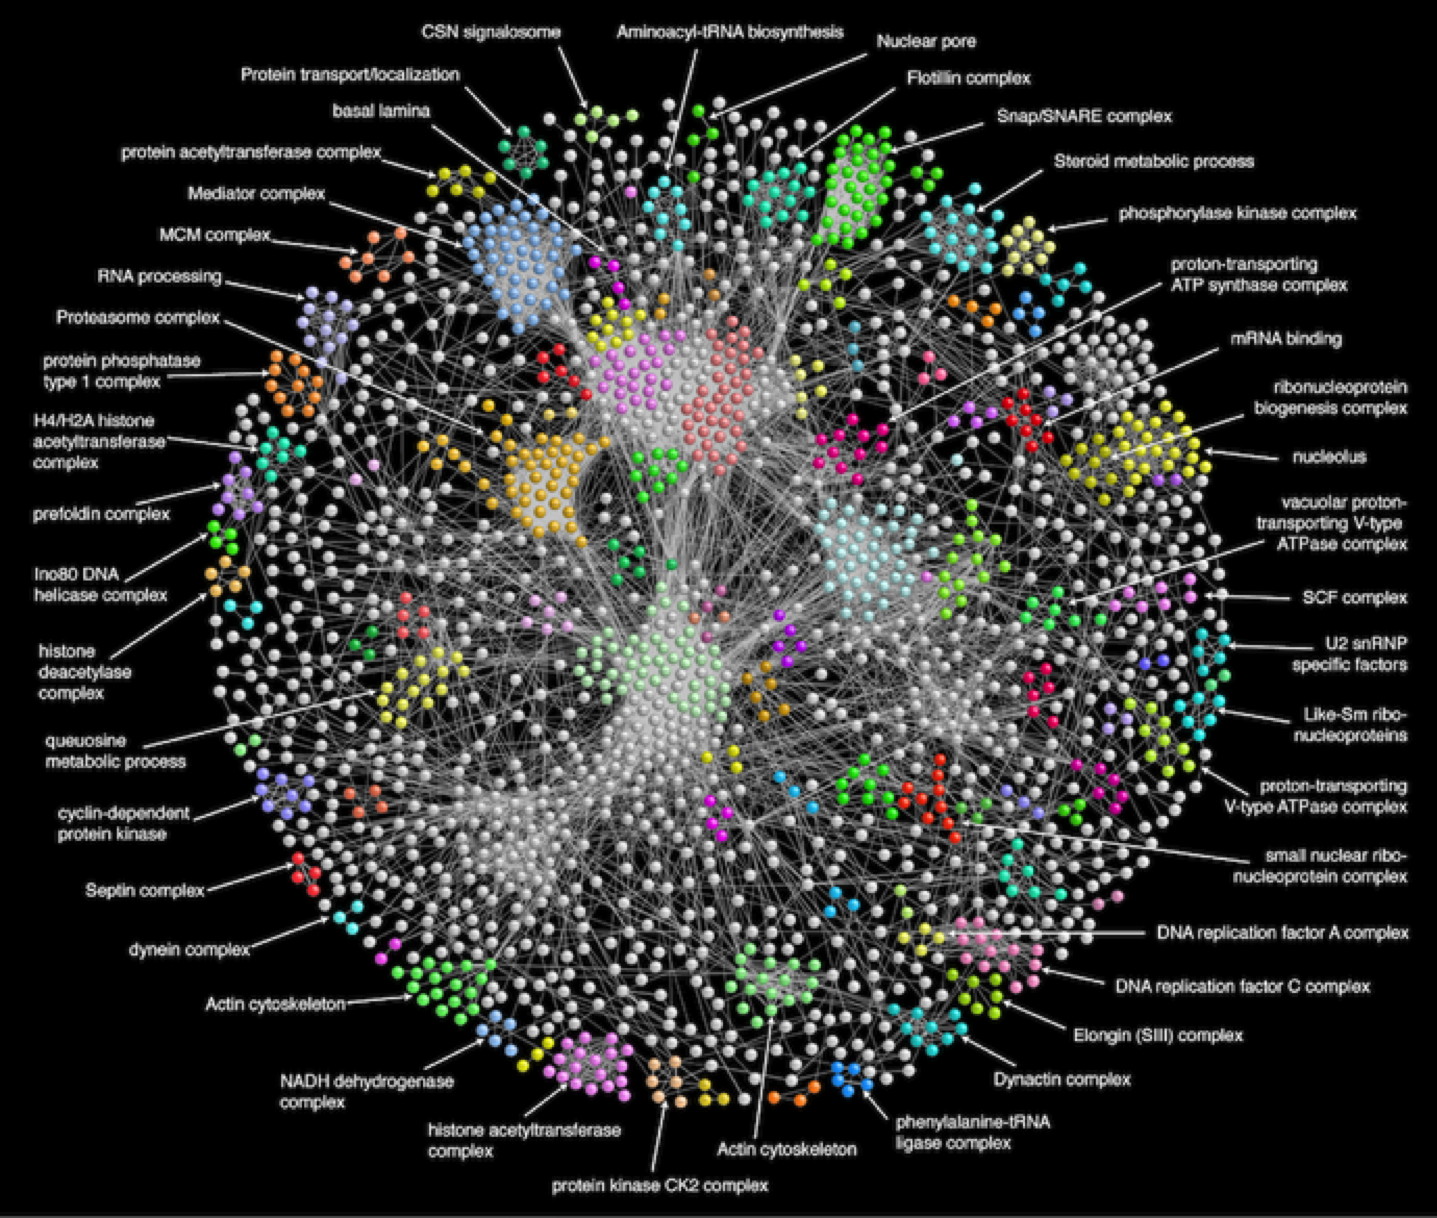 CSN signalosome
Aminoacyl-tRNA biosynthesis
Nuclear pore
Protein transport/localization
Flotillin complex
basal lamina
Snap/SNARE complex
protein acetyltransferase complex
Steroid metabolic process
Mediator complex
phosphorylase kinase complex
MCM complex
proton-transporting
ATP synthase complex
RNA processing
Proteasome complex
mRNA binding
protein phosphatase
type 1 complex
ribonucleoprotein
biogenesis complex
H4/H2A histone
acetyltransferase
complex
nucleolus
prefoldin complex
vacuolar proton-
transporting V-type
ATPase complex
Ino80 DNA
helicase complex
SCF complex
histone
deacetylase
complex
U2 snRNP
specific factors
queuosine
metabolic process
Like-Sm ribo-
nucleoproteins
cyclin-dependent
protein kinase
proton-transporting
V-type ATPase complex
Septin complex
small nuclear ribo-
nucleoprotein complex
dynein complex
DNA replication factor A complex
Actin cytoskeleton
DNA replication factor C complex
Elongin (SIII) complex
NADH dehydrogenase
complex
Dynactin complex
histone acetyltransferase
complex
Actin cytoskeleton
phenylalanine-tRNA
ligase complex
protein kinase CK2 complex